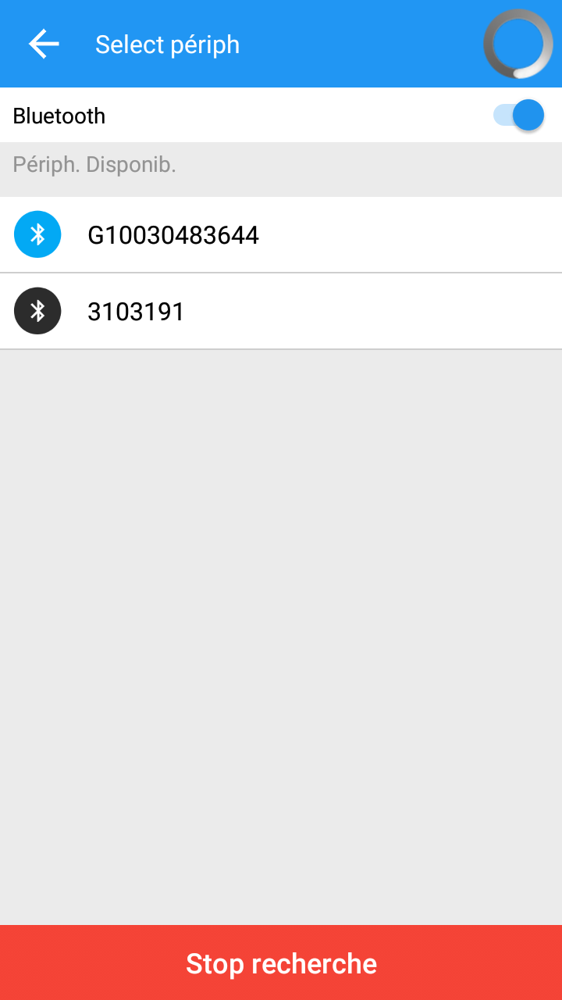 Select périph
Bluetooth
Périph. Disponib.
G10030483644
3103191
Stop recherche